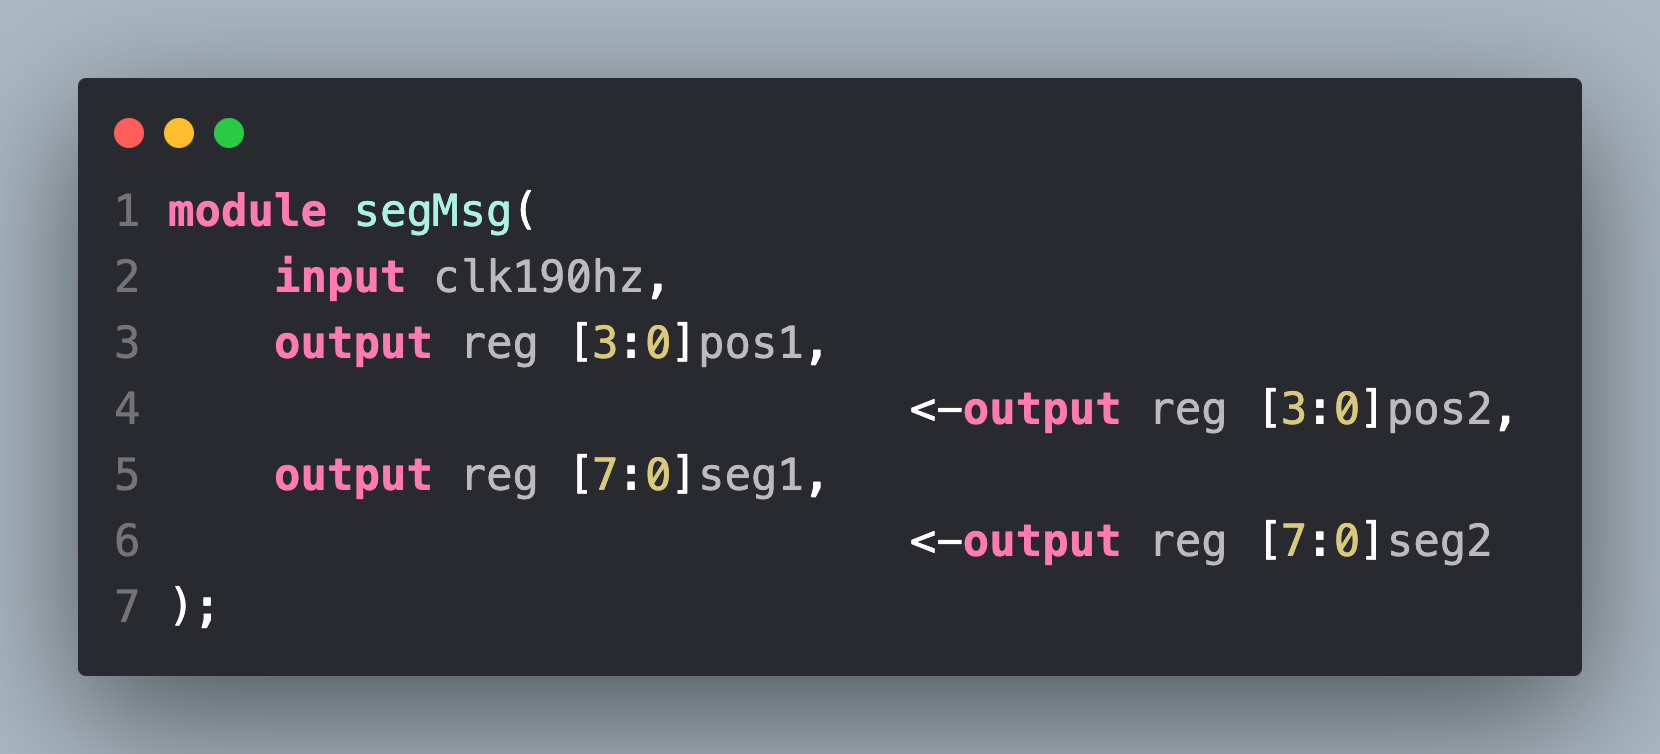 1 module segMsg(
2     input clk190hz,
3     output reg [3:0]pos1,
4                             <-output reg [3:0]pos2,
5     output reg [7:0]seg1,
6                             <-output reg [7:0]seg2
7 );